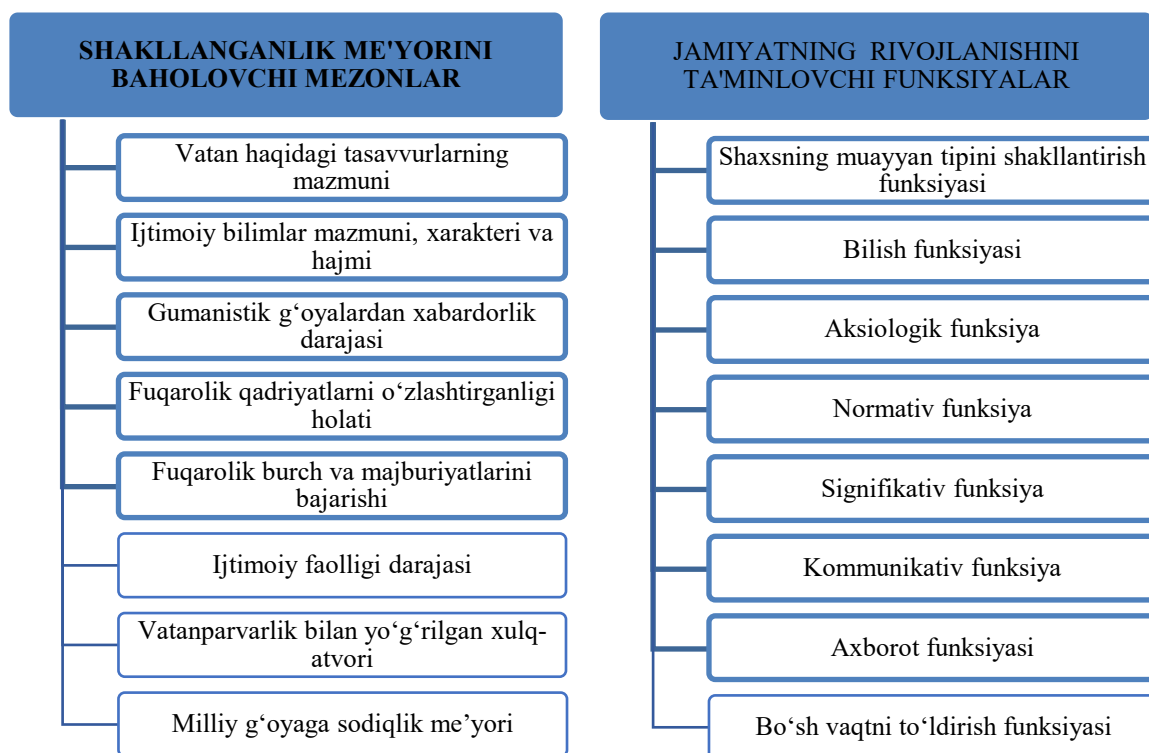 SHAKLLANGANLIK ME'YORINI
BAHOLOVCHI MEZONLAR
Vatan haqidagi tasavvurlarning
mazmuni
Ijtimoiy bilimlar mazmuni, xarakteri va
hajmi
Gumanistik g‘oyalardan xabardorlik
darajasi
Fuqarolik qadriyatlarni o‘zlashtirganligi
holati
Fuqarolik burch va majburiyatlarini
bajarishi
Ijtimoiy faolligi darajasi
Vatanparvarlik bilan yo‘g‘rilgan xulq-
atvori
Milliy g‘oyaga sodiqlik me’yori
JAMIYATNING RIVOJLANISHINI
TA'MINLOVCHI FUNKSIYALAR
Shaxsning muayyan tipini shakllantirish
funksiyasi
Bilish funksiyasi
Aksiologik funksiya
Normativ funksiya
Signifikativ funksiya
Kommunikativ funksiya
Axborot funksiyasi
Bo‘sh vaqtni to‘ldirish funksiyasi